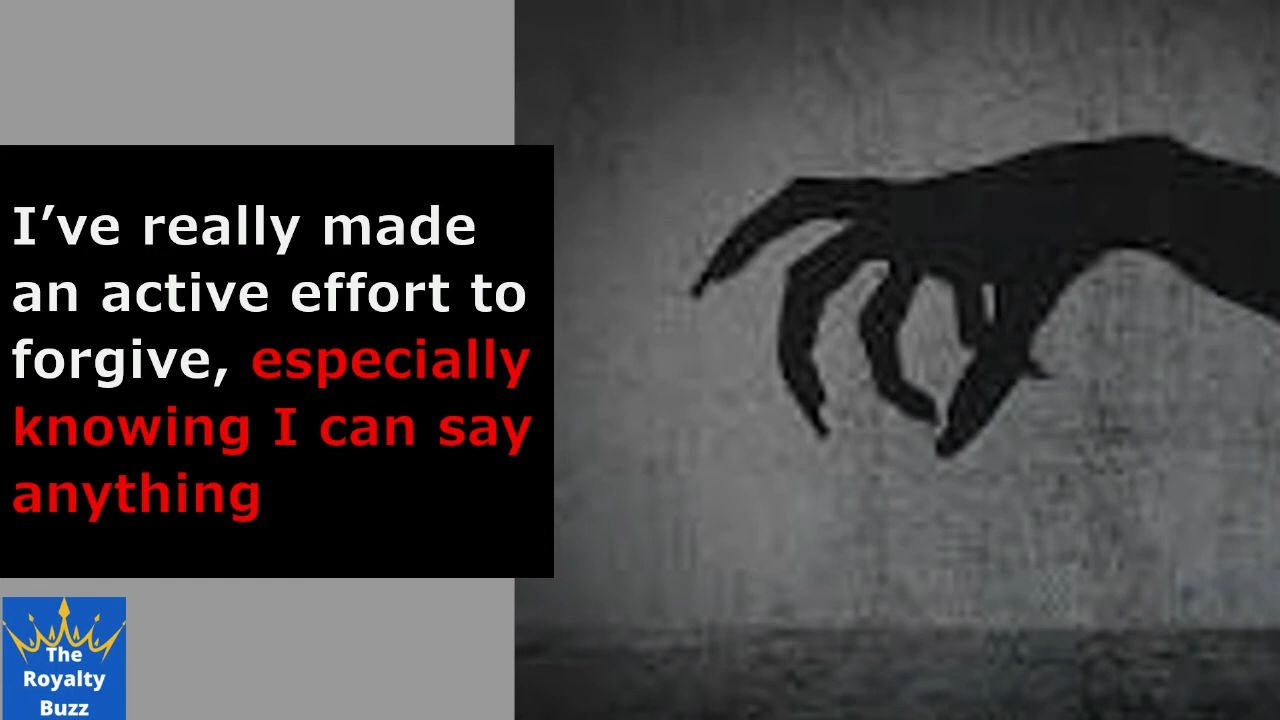 I’ve really made
an active effort to
forgive, especially
knowing I can say
anything
The
Royalty
Buzz